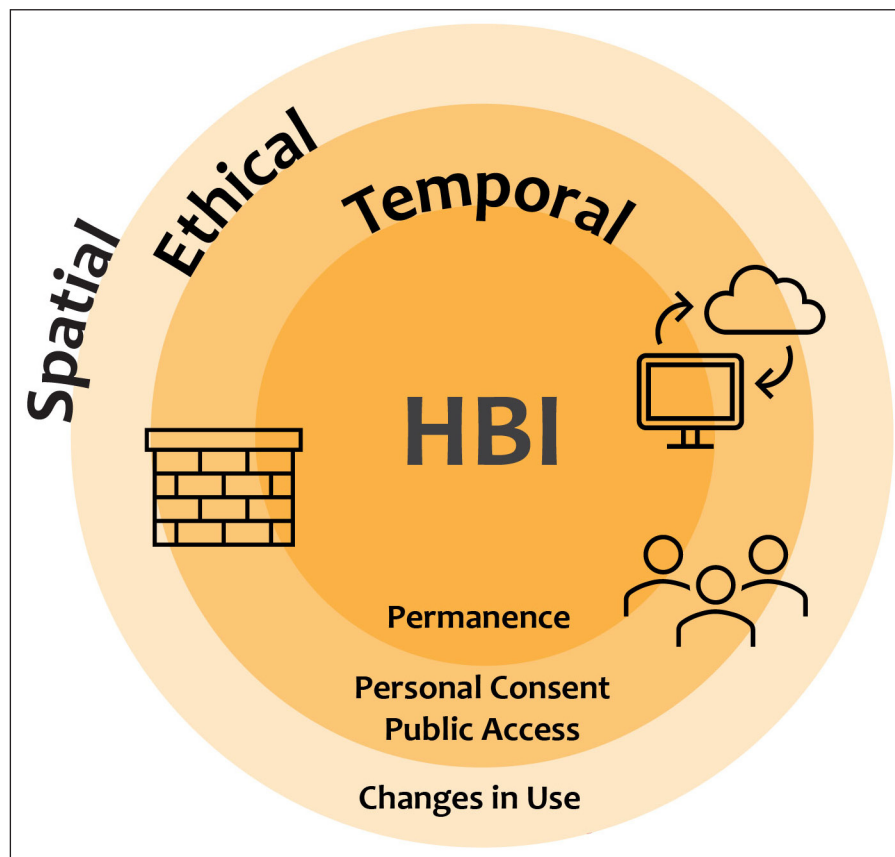 Spatial
Ethical
Temporal
HBI
Permanence
Personal Consent
Public Access
Changes in Use